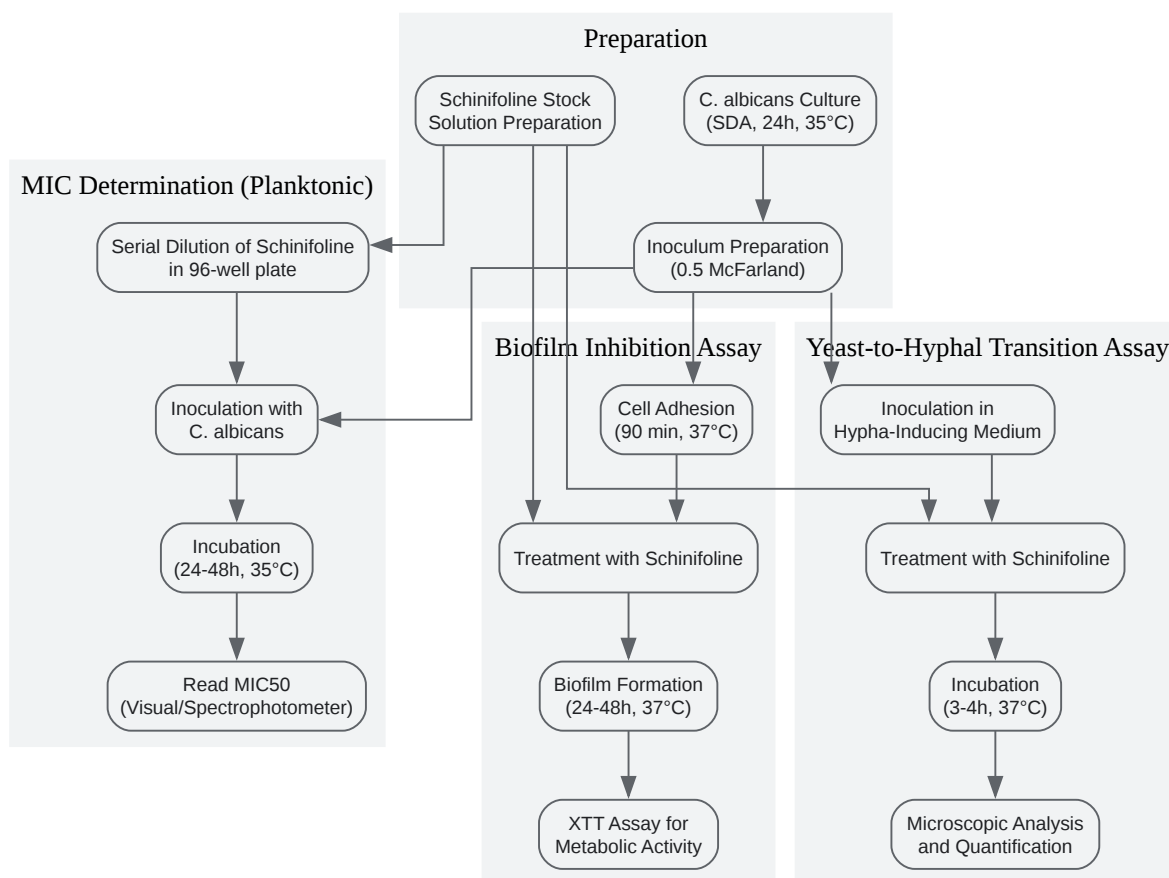 Preparation
Schinifoline Stock
Solution Preparation
C. albicans Culture
(SDA, 24h, 35°C)
Inoculum Preparation
(0.5 McFarland)
MIC Determination (Planktonic)
Serial Dilution of Schinifoline
in 96-well plate
Inoculation with
C. albicans
Incubation
(24-48h, 35°C)
Read MIC50
(Visual/Spectrophotometer)
Biofilm Inhibition Assay
Cell Adhesion
(90 min, 37°C)
Treatment with Schinifoline
Biofilm Formation
(24-48h, 37°C)
XTT Assay for
Metabolic Activity
Yeast-to-Hyphal Transition Assay
Inoculation in
Hypha-Inducing Medium
Treatment with Schinifoline
Incubation
(3-4h, 37°C)
Microscopic Analysis
and Quantification